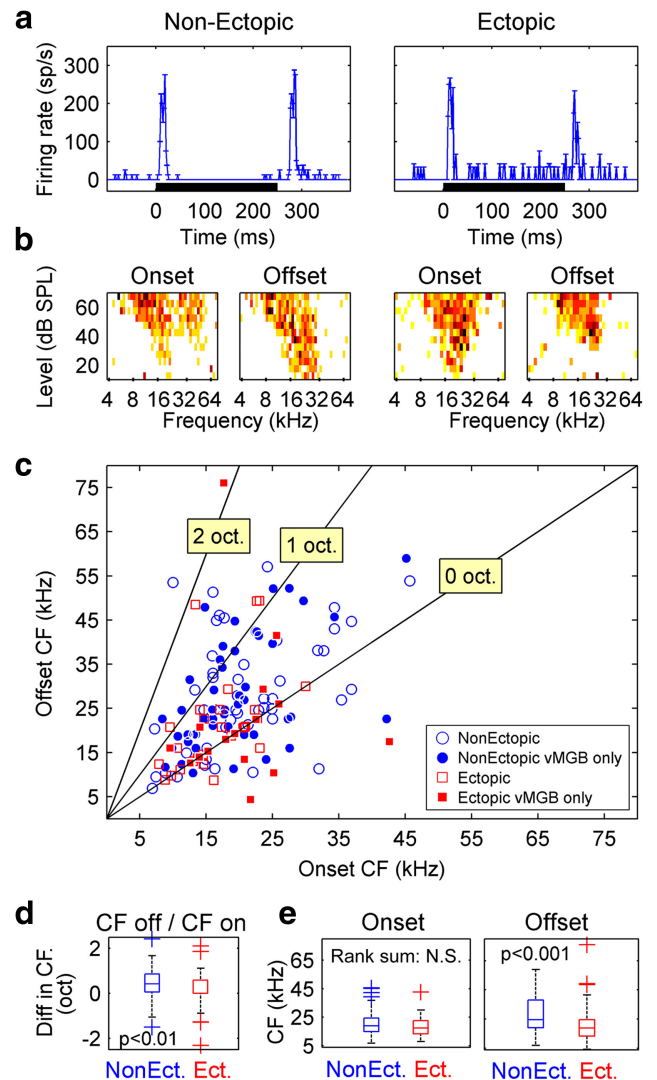 a
Non-Ectopic
Ectopic
Firing rate (sp/s)
300
200
100
0
0 100 200 300
0 100 200 300
Time (ms)
Time (ms)
b
Onset
Offset
Onset
Offset
Level (dB SPL)
60
40
20
4 8 16 32 64
4 8 16 32 64
4 8 16 32 64
4 8 16 32 64
Frequency (kHz)
Frequency (kHz)
c
Offset CF (kHz)
75
65
55
45
35
25
15
5
2 oct.
1 oct.
0 oct.
NonEctopic
NonEctopic vMGB only
Ectopic
Ectopic vMGB only
5 15 25 35 45 55 65 75
Onset CF (kHz)
d
CF off / CF on
Diff in CF.
(oct)
2
0
-2
p<0.01
NonEct. Ect.
e
Onset
Offset
CF (kHz)
65
45
25
5
Rank sum: N.S.
p<0.001
NonEct. Ect.
NonEct. Ect.